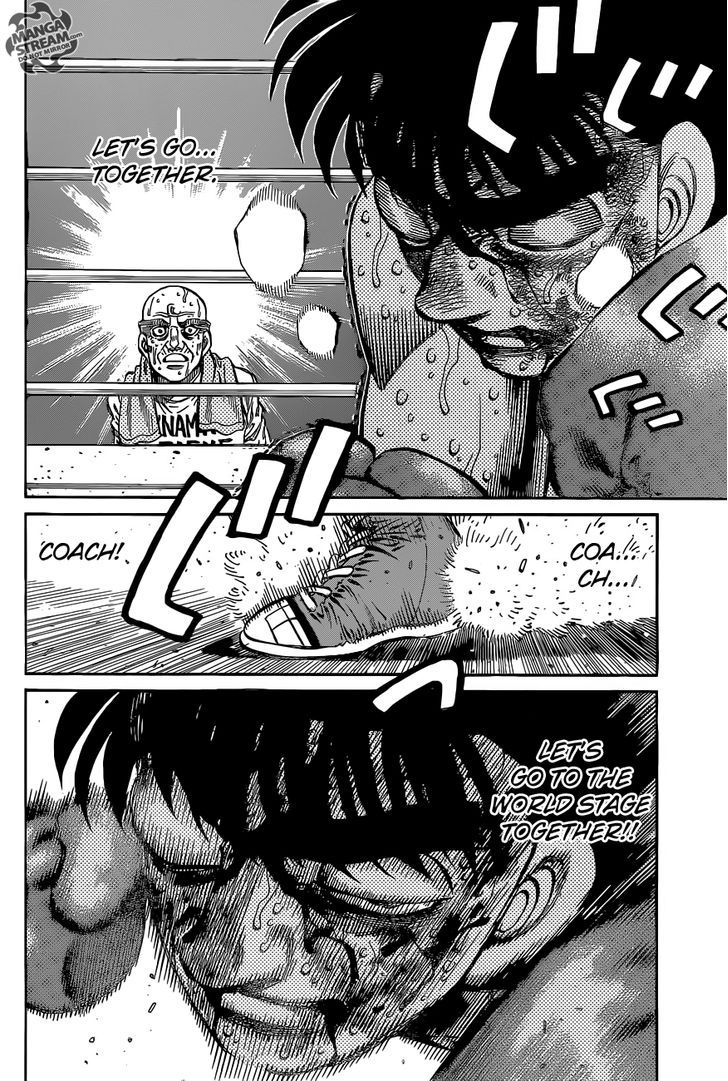 MANGA
STREAM.com
DO NOT MIRROR!
LET'S GO...
TOGETHER.
NAM
COACH!
COA...
CH...
LET'S
GO TO THE
WORLD STAGE
TOGETHER!!